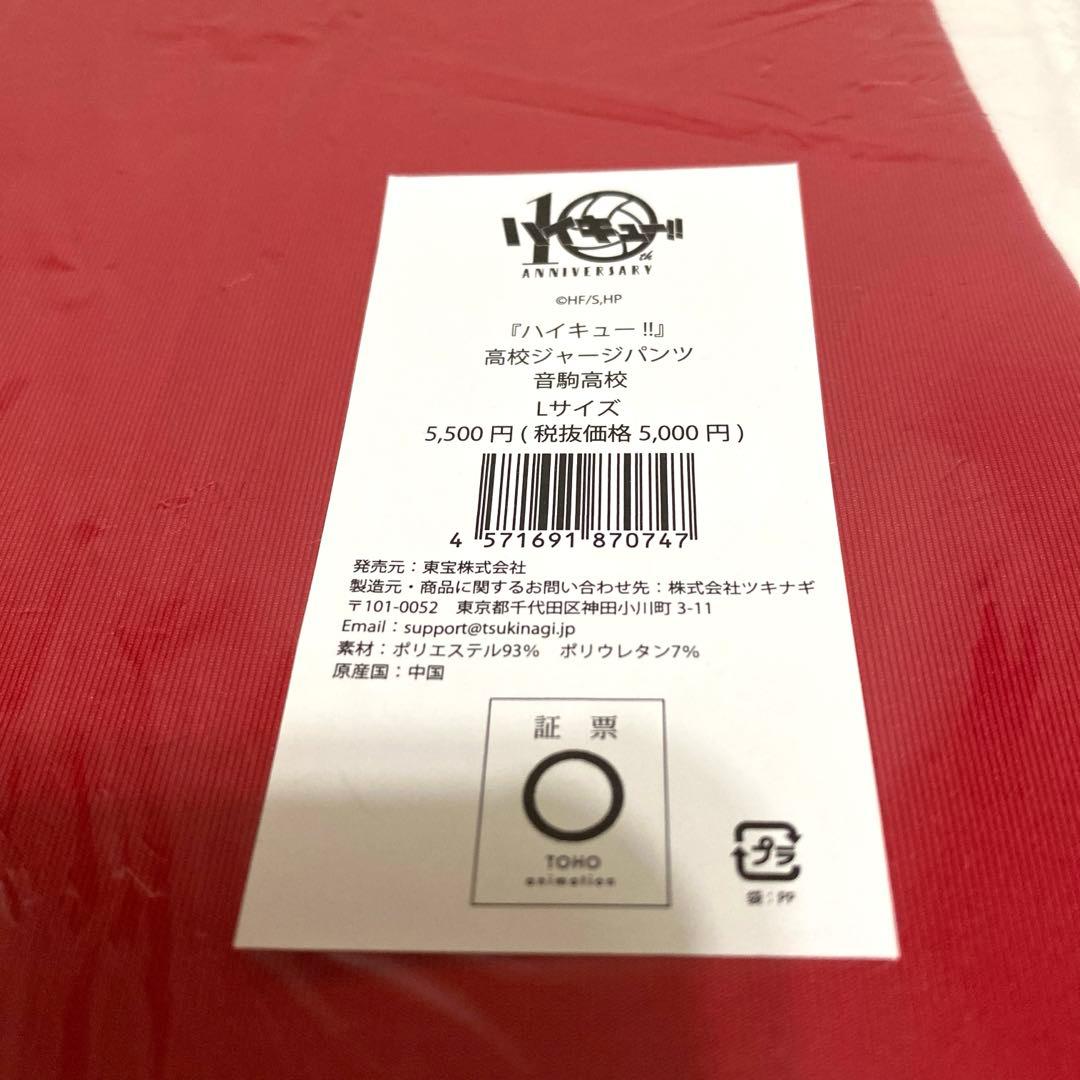 ハイキュー!!
10th
ANNIVERSARY
©HF/S,HP
『ハイキュー!!』
高校ジャージパンツ
音駒高校
Lサイズ
5,500 円 ( 税抜価格 5,000 円 )
4 571691 870747
発売元：東宝株式会社
製造元・商品に関するお問い合わせ先：株式会社ツキナギ
〒101-0052　東京都千代田区神田小川町 3-11
Email：support@tsukinagi.jp
素材：ポリエステル93%　ポリウレタン7%
原産国：中国
証 票
TOHO
animation
プラ
袋：PP